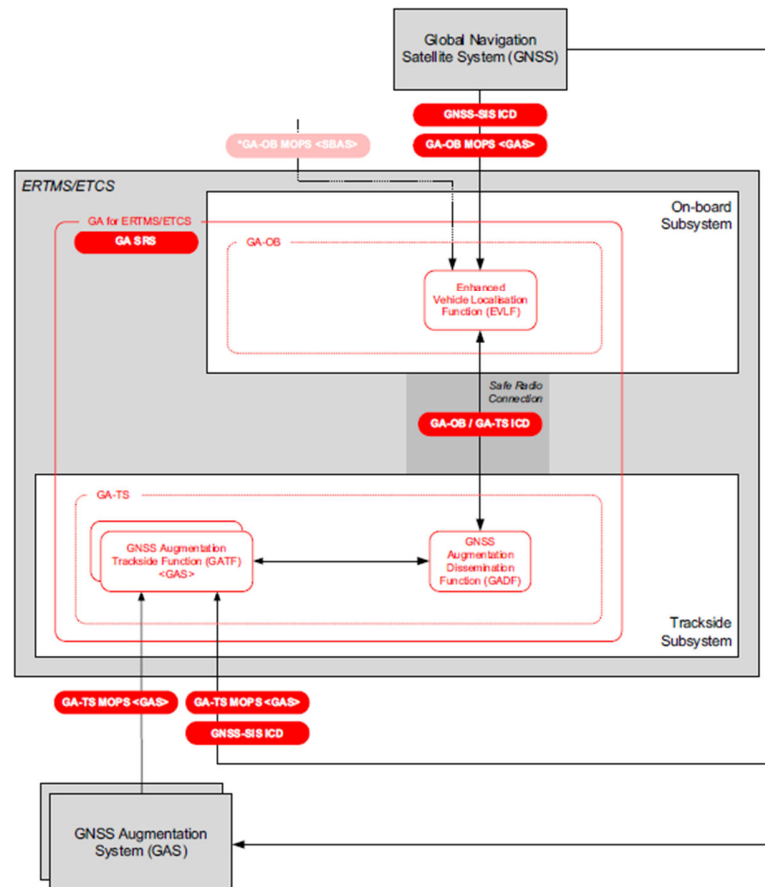 Global Navigation
Satellite System (GNSS)
GNSS-SIS ICD
*GA-OB MOPS <SBAS>
GA-OB MOPS <GAS>
ERTMS/ETCS
On-board
Subsystem
GA for ERTMS/ETCS
GA SRS
GA-OB
Enhanced
Vehicle Localisation
Function (EVLF)
Safe Radio
Connection
GA-OB / GA-TS ICD
GA-TS
GNSS Augmentation
Trackside Function (GATF)
<GAS>
GNSS
Augmentation
Dissemination
Function (GADF)
Trackside
Subsystem
GA-TS MOPS <GAS>
GA-TS MOPS <GAS>
GNSS-SIS ICD
GNSS Augmentation
System (GAS)